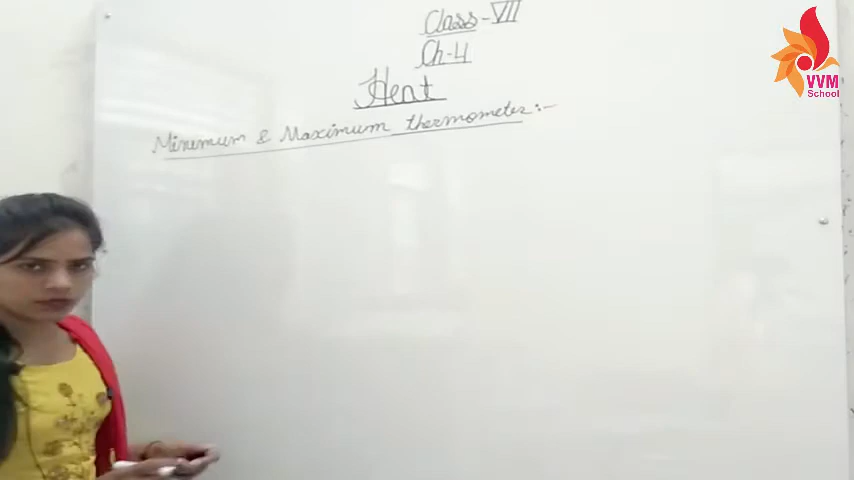 Class-VII
Ch-4
Heat
Minimum & Maximum thermometer:-
VVM
School